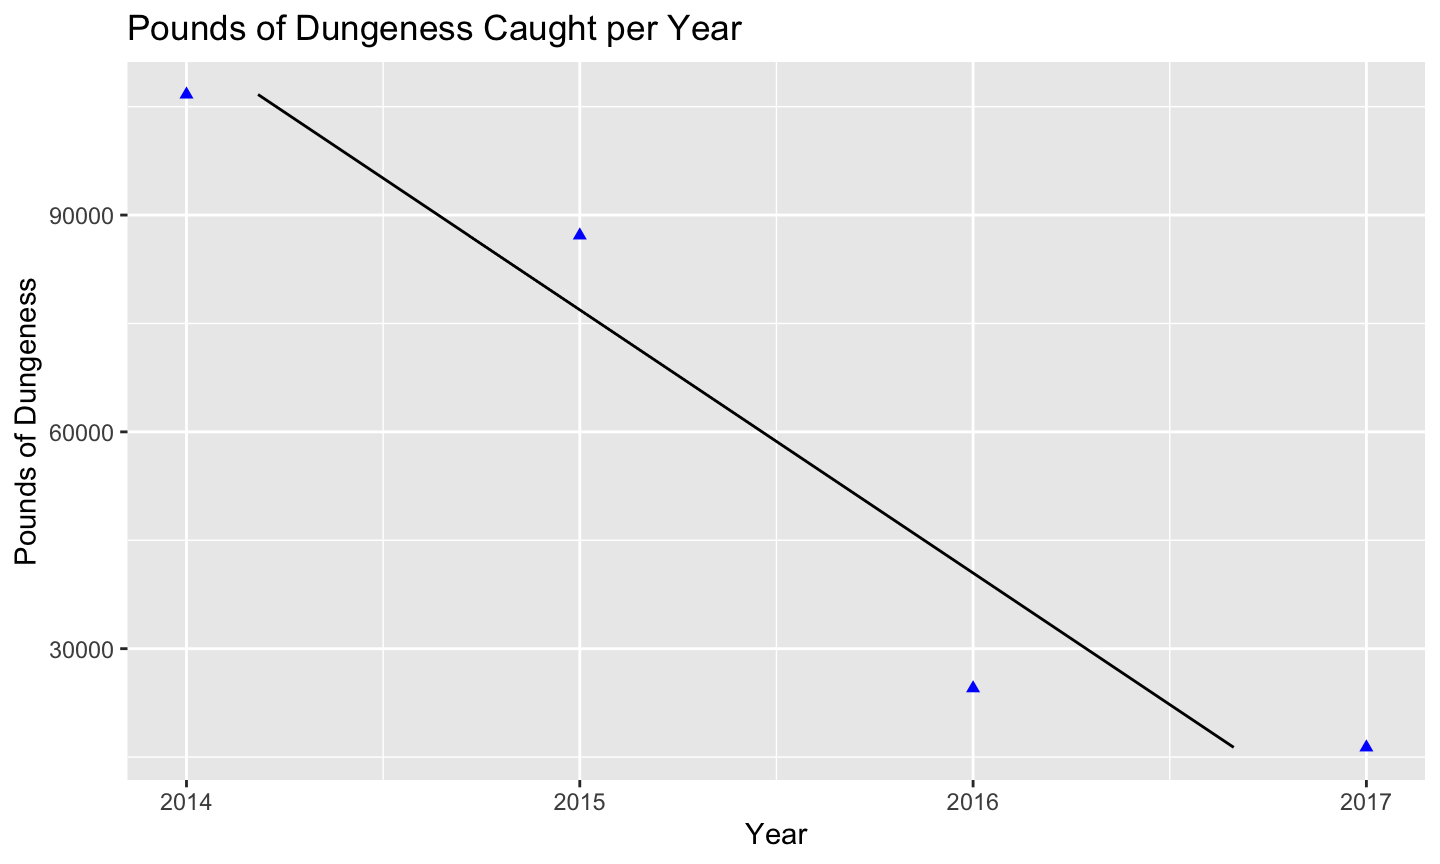 Pounds of Dungeness Caught per Year
Pounds of Dungeness
90000
60000
30000
2014 2015 2016 2017
Year